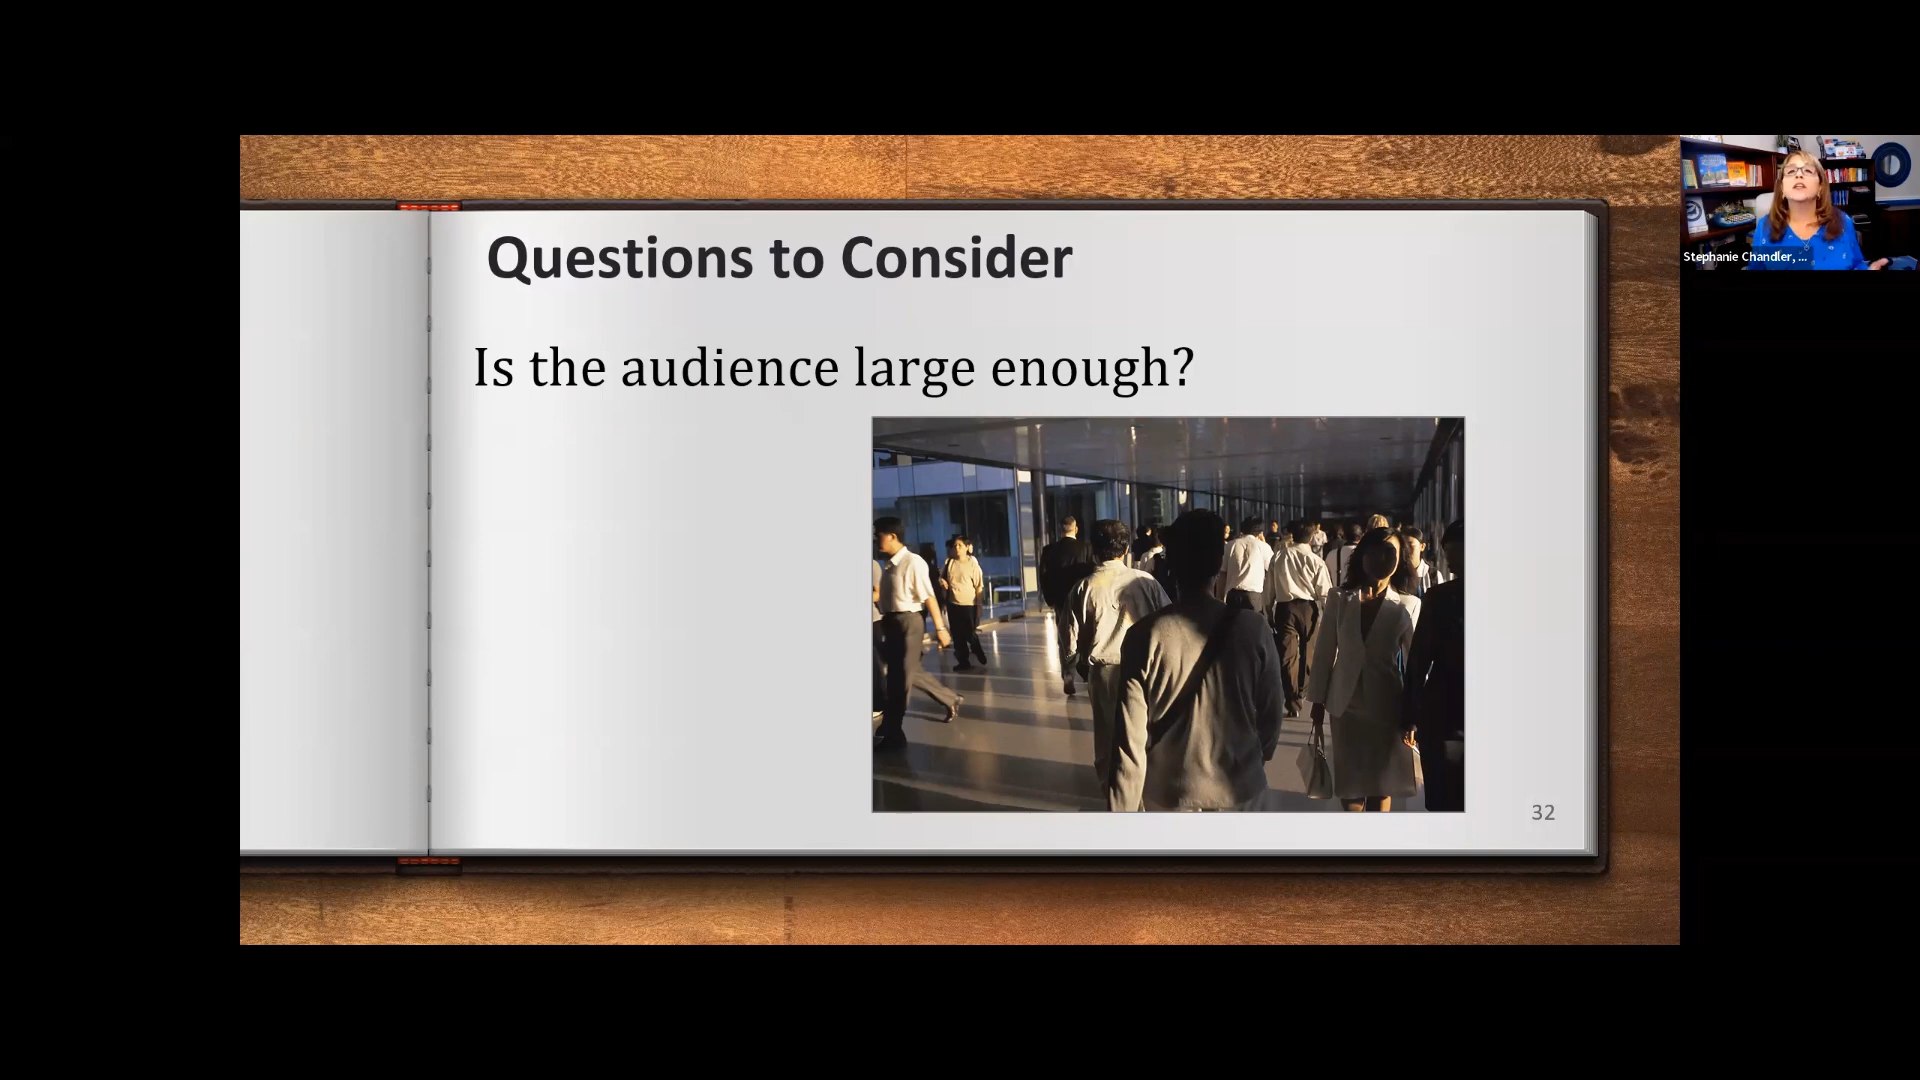 Questions to Consider
Is the audience large enough?
32
Stephanie Chandler, ...